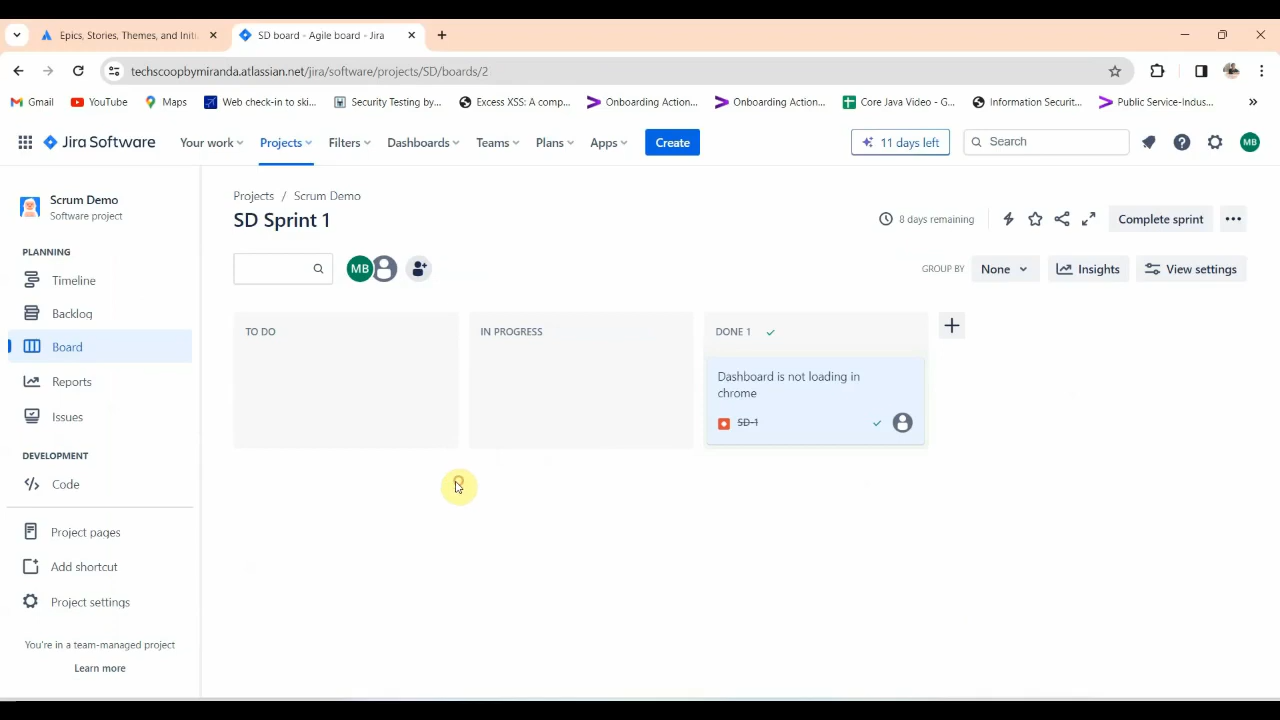 Epics, Stories, Themes, and Initi
SD board - Agile board - Jira
techscoopbymiranda.atlassian.net/jira/software/projects/SD/boards/2
Gmail
YouTube
Maps
Web check-in to ski...
Security Testing by...
Excess XSS: A comp...
Onboarding Action...
Onboarding Action...
Core Java Video - G...
Information Securit...
Public Service-Indus...
Jira Software
Your work
Projects
Filters
Dashboards
Teams
Plans
Apps
Create
11 days left
Search
MB
Scrum Demo
Software project
PLANNING
Timeline
Backlog
Board
Reports
Issues
DEVELOPMENT
Code
Project pages
Add shortcut
Project settings
You're in a team-managed project
Learn more
Projects / Scrum Demo
SD Sprint 1
8 days remaining
Complete sprint
MB
GROUP BY
None
Insights
View settings
TO DO
IN PROGRESS
DONE 1
Dashboard is not loading in
chrome
SD-1